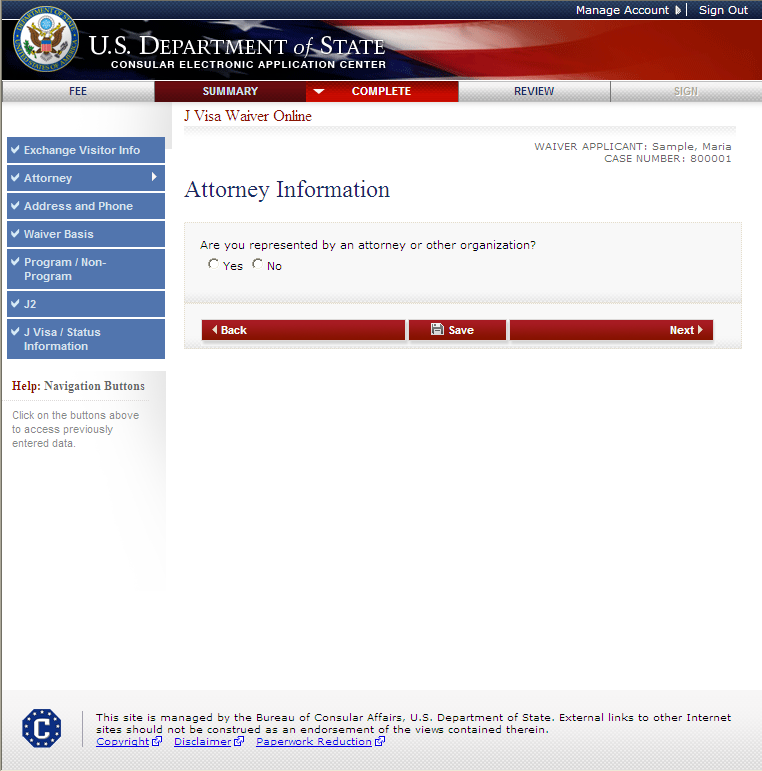 Manage Account
Sign Out
U.S. DEPARTMENT of STATE
CONSULAR ELECTRONIC APPLICATION CENTER
FEE
SUMMARY
COMPLETE
REVIEW
SIGN
J Visa Waiver Online
WAIVER APPLICANT: Sample, Maria
CASE NUMBER: 800001
Exchange Visitor Info
Attorney
Address and Phone
Waiver Basis
Program / Non-
Program
J2
J Visa / Status
Information
Help: Navigation Buttons
Click on the buttons above
to access previously
entered data.
Attorney Information
Are you represented by an attorney or other organization?
Yes No
Back
Save
Next
C
This site is managed by the Bureau of Consular Affairs, U.S. Department of State. External links to other Internet
sites should not be construed as an endorsement of the views contained therein.
Copyright Disclaimer Paperwork Reduction